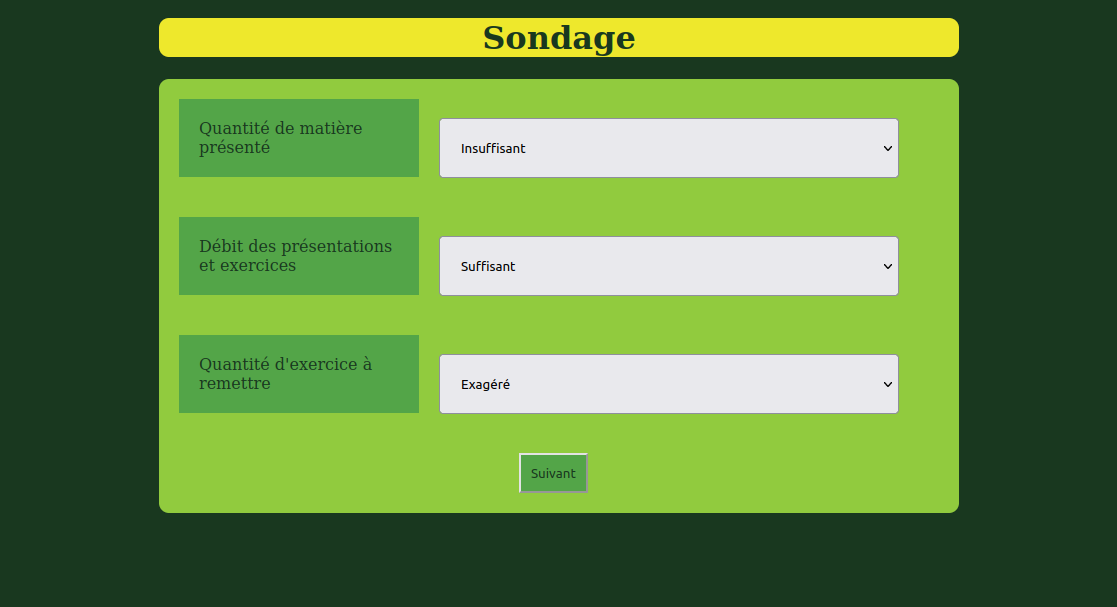 Sondage
Quantité de matière
présenté
Insuffisant
Débit des présentations
et exercices
Suffisant
Quantité d'exercice à
remettre
Exagéré
Suivant